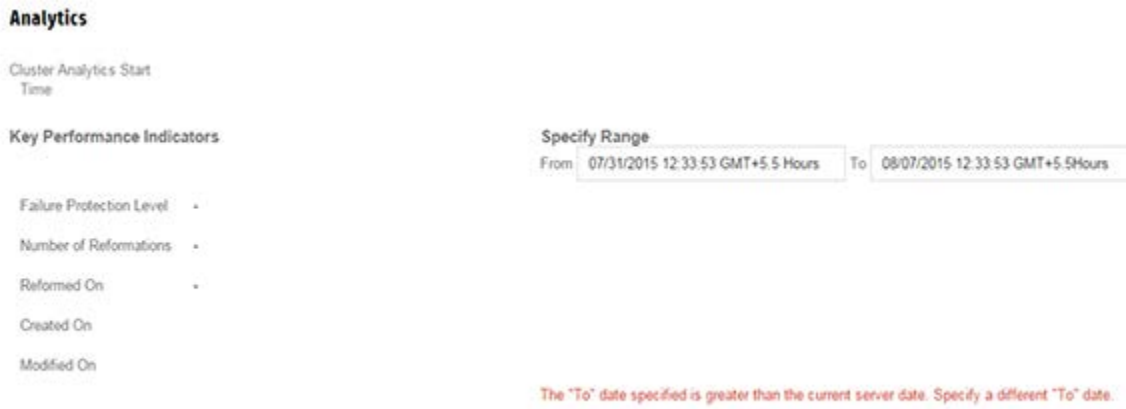 Analytics
Cluster Analytics Start
Time
Key Performance Indicators
Specify Range
From 07/31/2015 12:33:53 GMT+5.5 Hours To 08/07/2015 12:33:53 GMT+5.5Hours
Failure Protection Level -
Number of Reformations -
Reformed On -
Created On
Modified On
The "To" date specified is greater than the current server date. Specify a different "To" date.